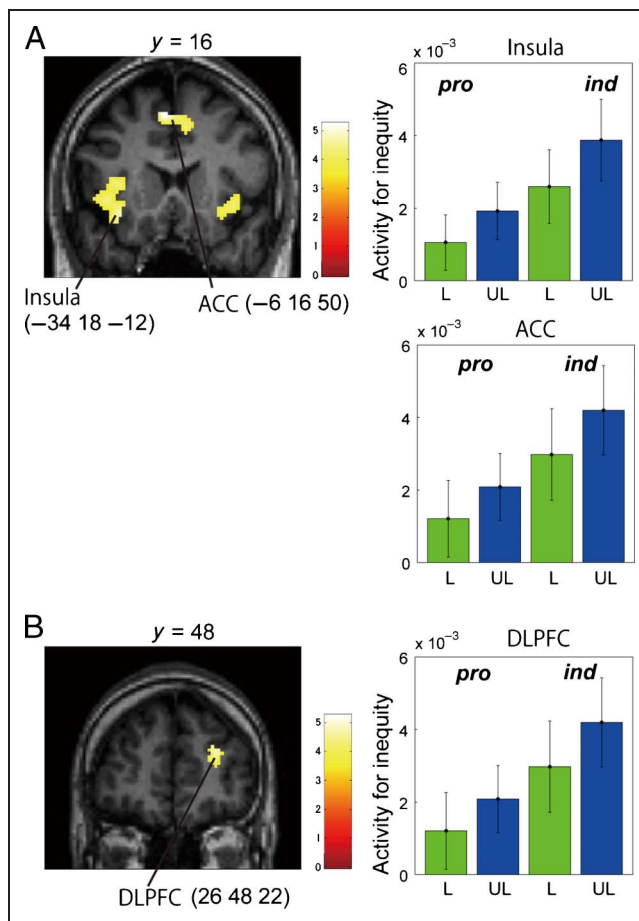 A
y = 16
5
4
3
2
1
0
Insula
(−34 18 −12)
ACC (−6 16 50)
Insula
× 10⁻³
pro
ind
Activity for inequity
6
4
2
0
L
UL
L
UL
ACC
× 10⁻³
pro
ind
6
4
2
0
L
UL
L
UL
B
y = 48
5
4
3
2
1
0
DLPFC (26 48 22)
DLPFC
× 10⁻³
pro
ind
Activity for inequity
6
4
2
0
L
UL
L
UL